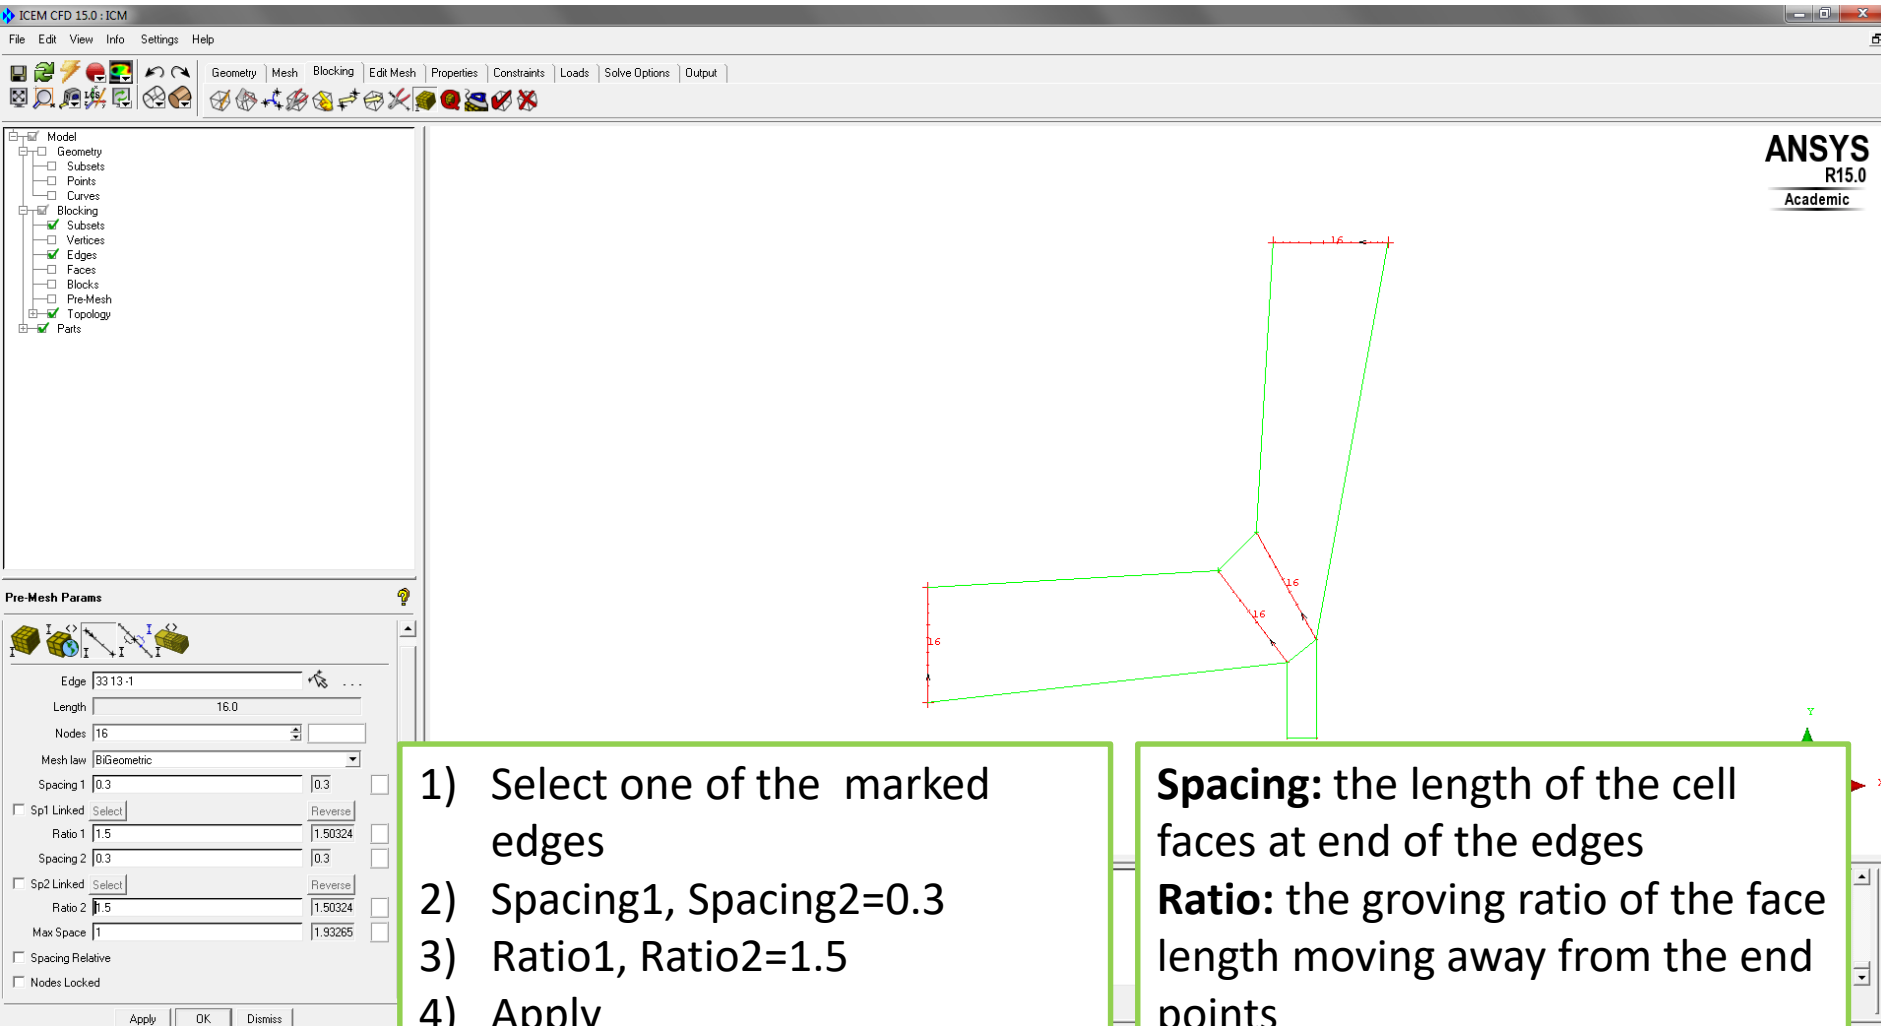 ICEM CFD 15.0 : ICM
File Edit View Info Settings Help
Geometry Mesh Blocking Edit Mesh Properties Constraints Loads Solve Options Output
LCS
Model
Geometry
Subsets
Points
Curves
Blocking
Subsets
Vertices
Edges
Faces
Blocks
Pre-Mesh
Topology
Parts
ANSYS
R15.0
Academic
16
16
16
16
Y
Pre-Mesh Params
Edge 33 13 -1 ...
Length 16.0
Nodes 16
Mesh law BiGeometric
Spacing 1 0.3 0.3
Sp1 Linked Select Reverse
Ratio 1 1.5 1.50324
Spacing 2 0.3 0.3
Sp2 Linked Select Reverse
Ratio 2 1.5 1.50324
Max Space 1 1.93265
Spacing Relative
Nodes Locked
Apply OK Dismiss
1) Select one of the marked
edges
2) Spacing1, Spacing2=0.3
3) Ratio1, Ratio2=1.5
4) Apply
Spacing: the length of the cell
faces at end of the edges
Ratio: the groving ratio of the face
length moving away from the end
points